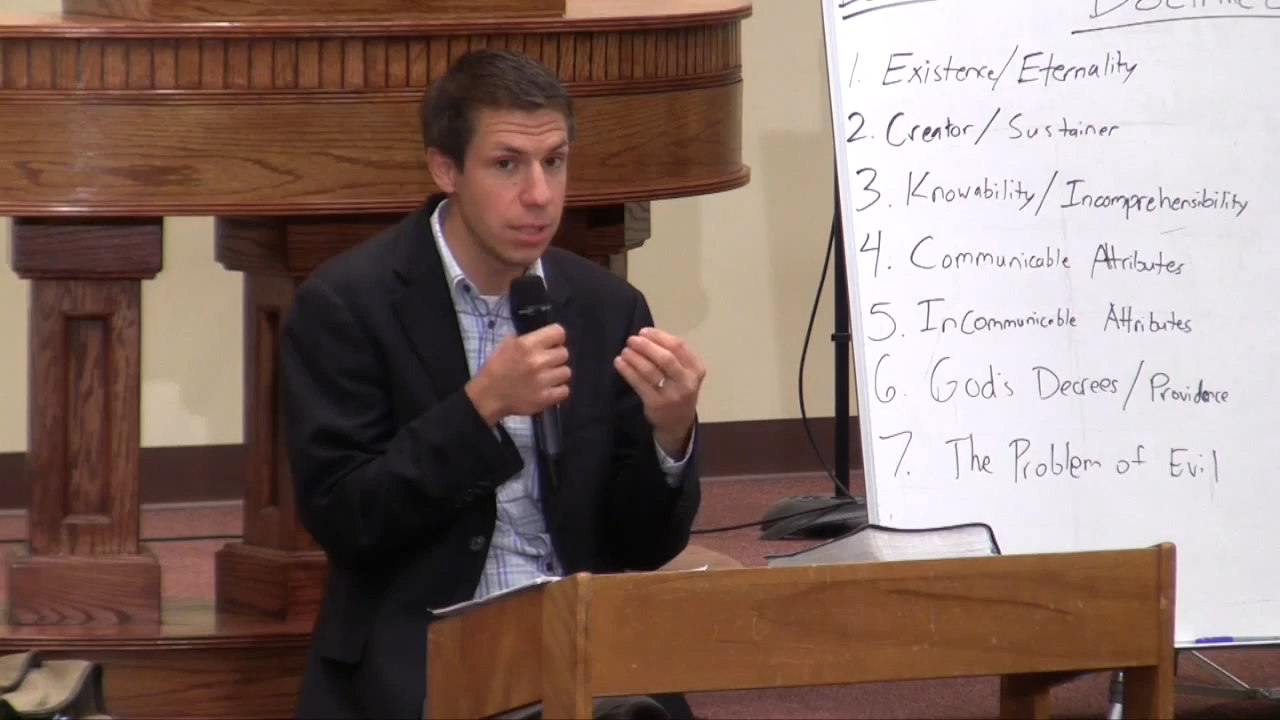 1. Existence/Eternality
2. Creator/Sustainer
3. Knowability/Incomprehensibility
4. Communicable Attributes
5. Incommunicable Attributes
6. God's Decrees/Providence
7. The Problem of Evil